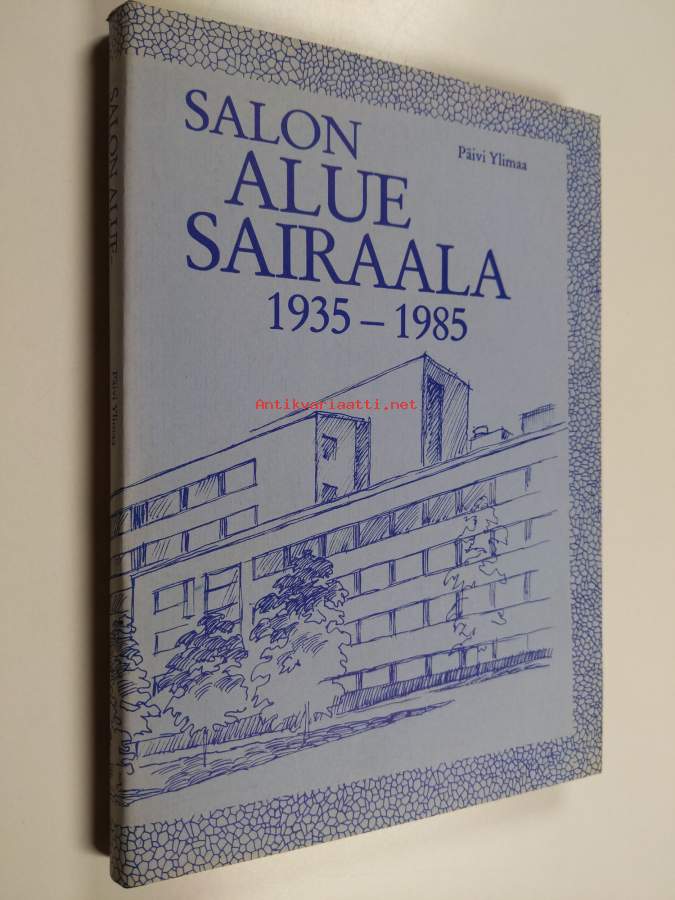 SALON
ALUE
SAIRAALA
1935 – 1985
Päivi Ylimaa
Antikvariaatti.net
SALON ALUE-
Päivi Ylimaa